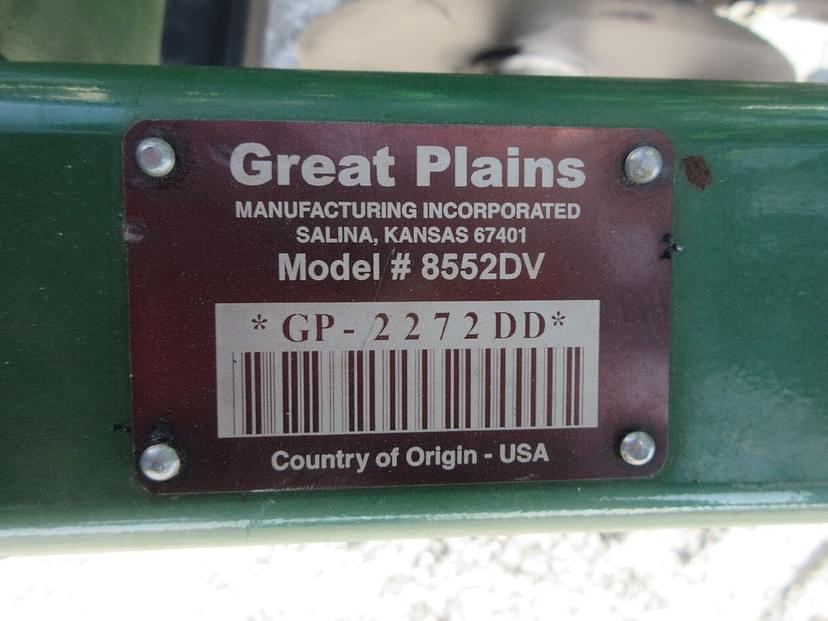 Great Plains
MANUFACTURING INCORPORATED
SALINA, KANSAS 67401
Model # 8552DV
*GP-2272DD*
Country of Origin - USA